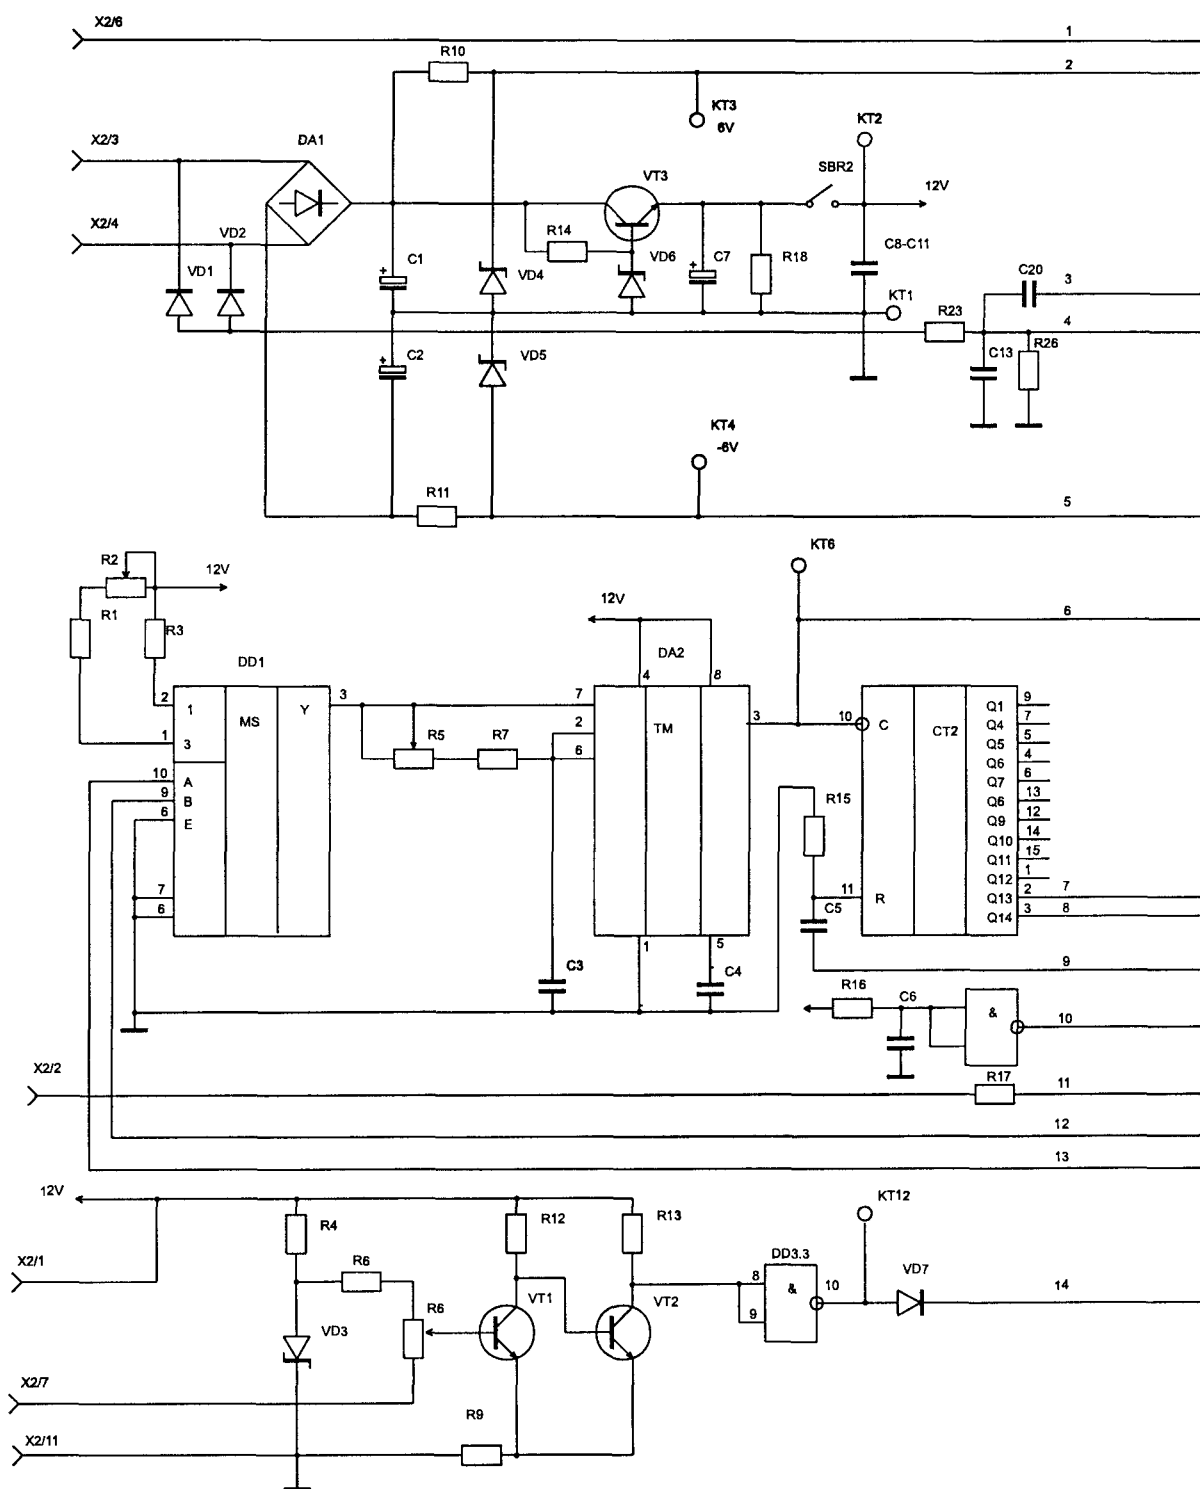 X2/6
1
R10
2
KT3
6V
KT2
X2/3
DA1
SBR2
VT3
12V
X2/4
VD2
R14
C8-C11
VD1
C1
VD4
VD6
C7
R18
C20
3
KT1
R23
4
C2
VD5
C13
R26
KT4
-6V
R11
5
KT6
R2
12V
12V
6
R1
R3
DA2
DD1
4
8
2
1
MS
Y
3
7
TM
3
10
C
CT2
Q1
9
2
Q4
7
1
3
R5
R7
6
Q5
5
Q6
4
10
A
Q7
6
9
B
R15
Q6
13
6
E
Q9
12
Q10
14
Q11
15
Q12
1
7
11
R
Q13
2
7
6
C5
Q14
3
8
1
5
C3
C4
9
R16
C6
&
10
X2/2
R17
11
12
13
12V
KT12
R4
R12
R13
DD3.3
X2/1
R6
8
&
10
VD7
14
VT1
VT2
R6
9
VD3
X2/7
R9
X2/11